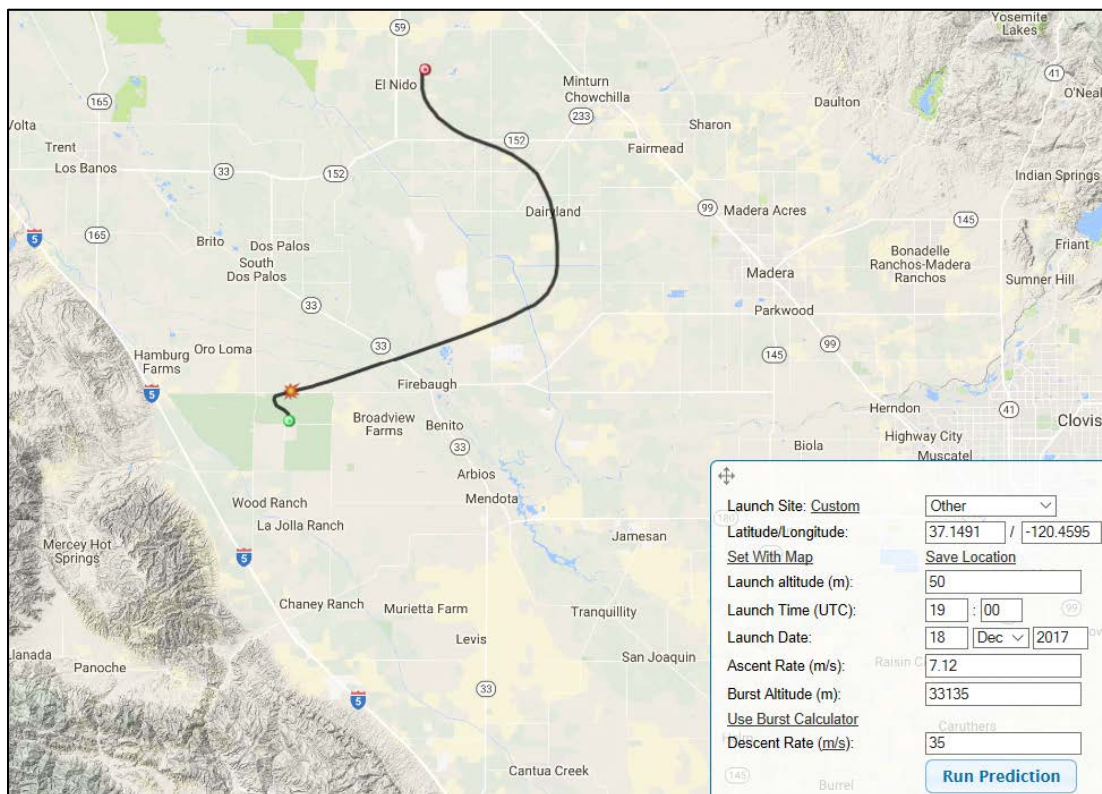 Yosemite
Lakes
59
41
O'Neal
El Nido
Minturn
Chowchilla
165
Daulton
233
Volta
Sharon
Trent
152
Fairmead
Los Banos
33
152
Indian Springs
99
Madera Acres
145
Dairyland
165
5
Brito
Dos Palos
South
Dos Palos
Bonadelle
Ranchos-Madera
Ranchos
Friant
Madera
Sumner Hill
33
Parkwood
Oro Loma
33
99
Hamburg
Farms
145
5
Firebaugh
Herndon
41
Broadview
Farms
Benito
Highway City
Clovis
33
Biola
Muscatel
Arbios
Wood Ranch
Mendota
La Jolla Ranch
180
Jamesan
Mercey Hot
Springs
5
Chaney Ranch
Murietta Farm
Tranquillity
Levis
llanada
Panoche
San Joaquin
33
5
Cantua Creek
Launch Site: Custom Other
Latitude/Longitude: 37.1491 / -120.4595
Set With Map Save Location
Launch altitude (m): 50
Launch Time (UTC): 19 : 00
99
Launch Date: 18 Dec 2017
Ascent Rate (m/s): 7.12
Burst Altitude (m): 33135
Use Burst Calculator
Caruthers
Descent Rate (m/s): 35
145
Burrel
Run Prediction